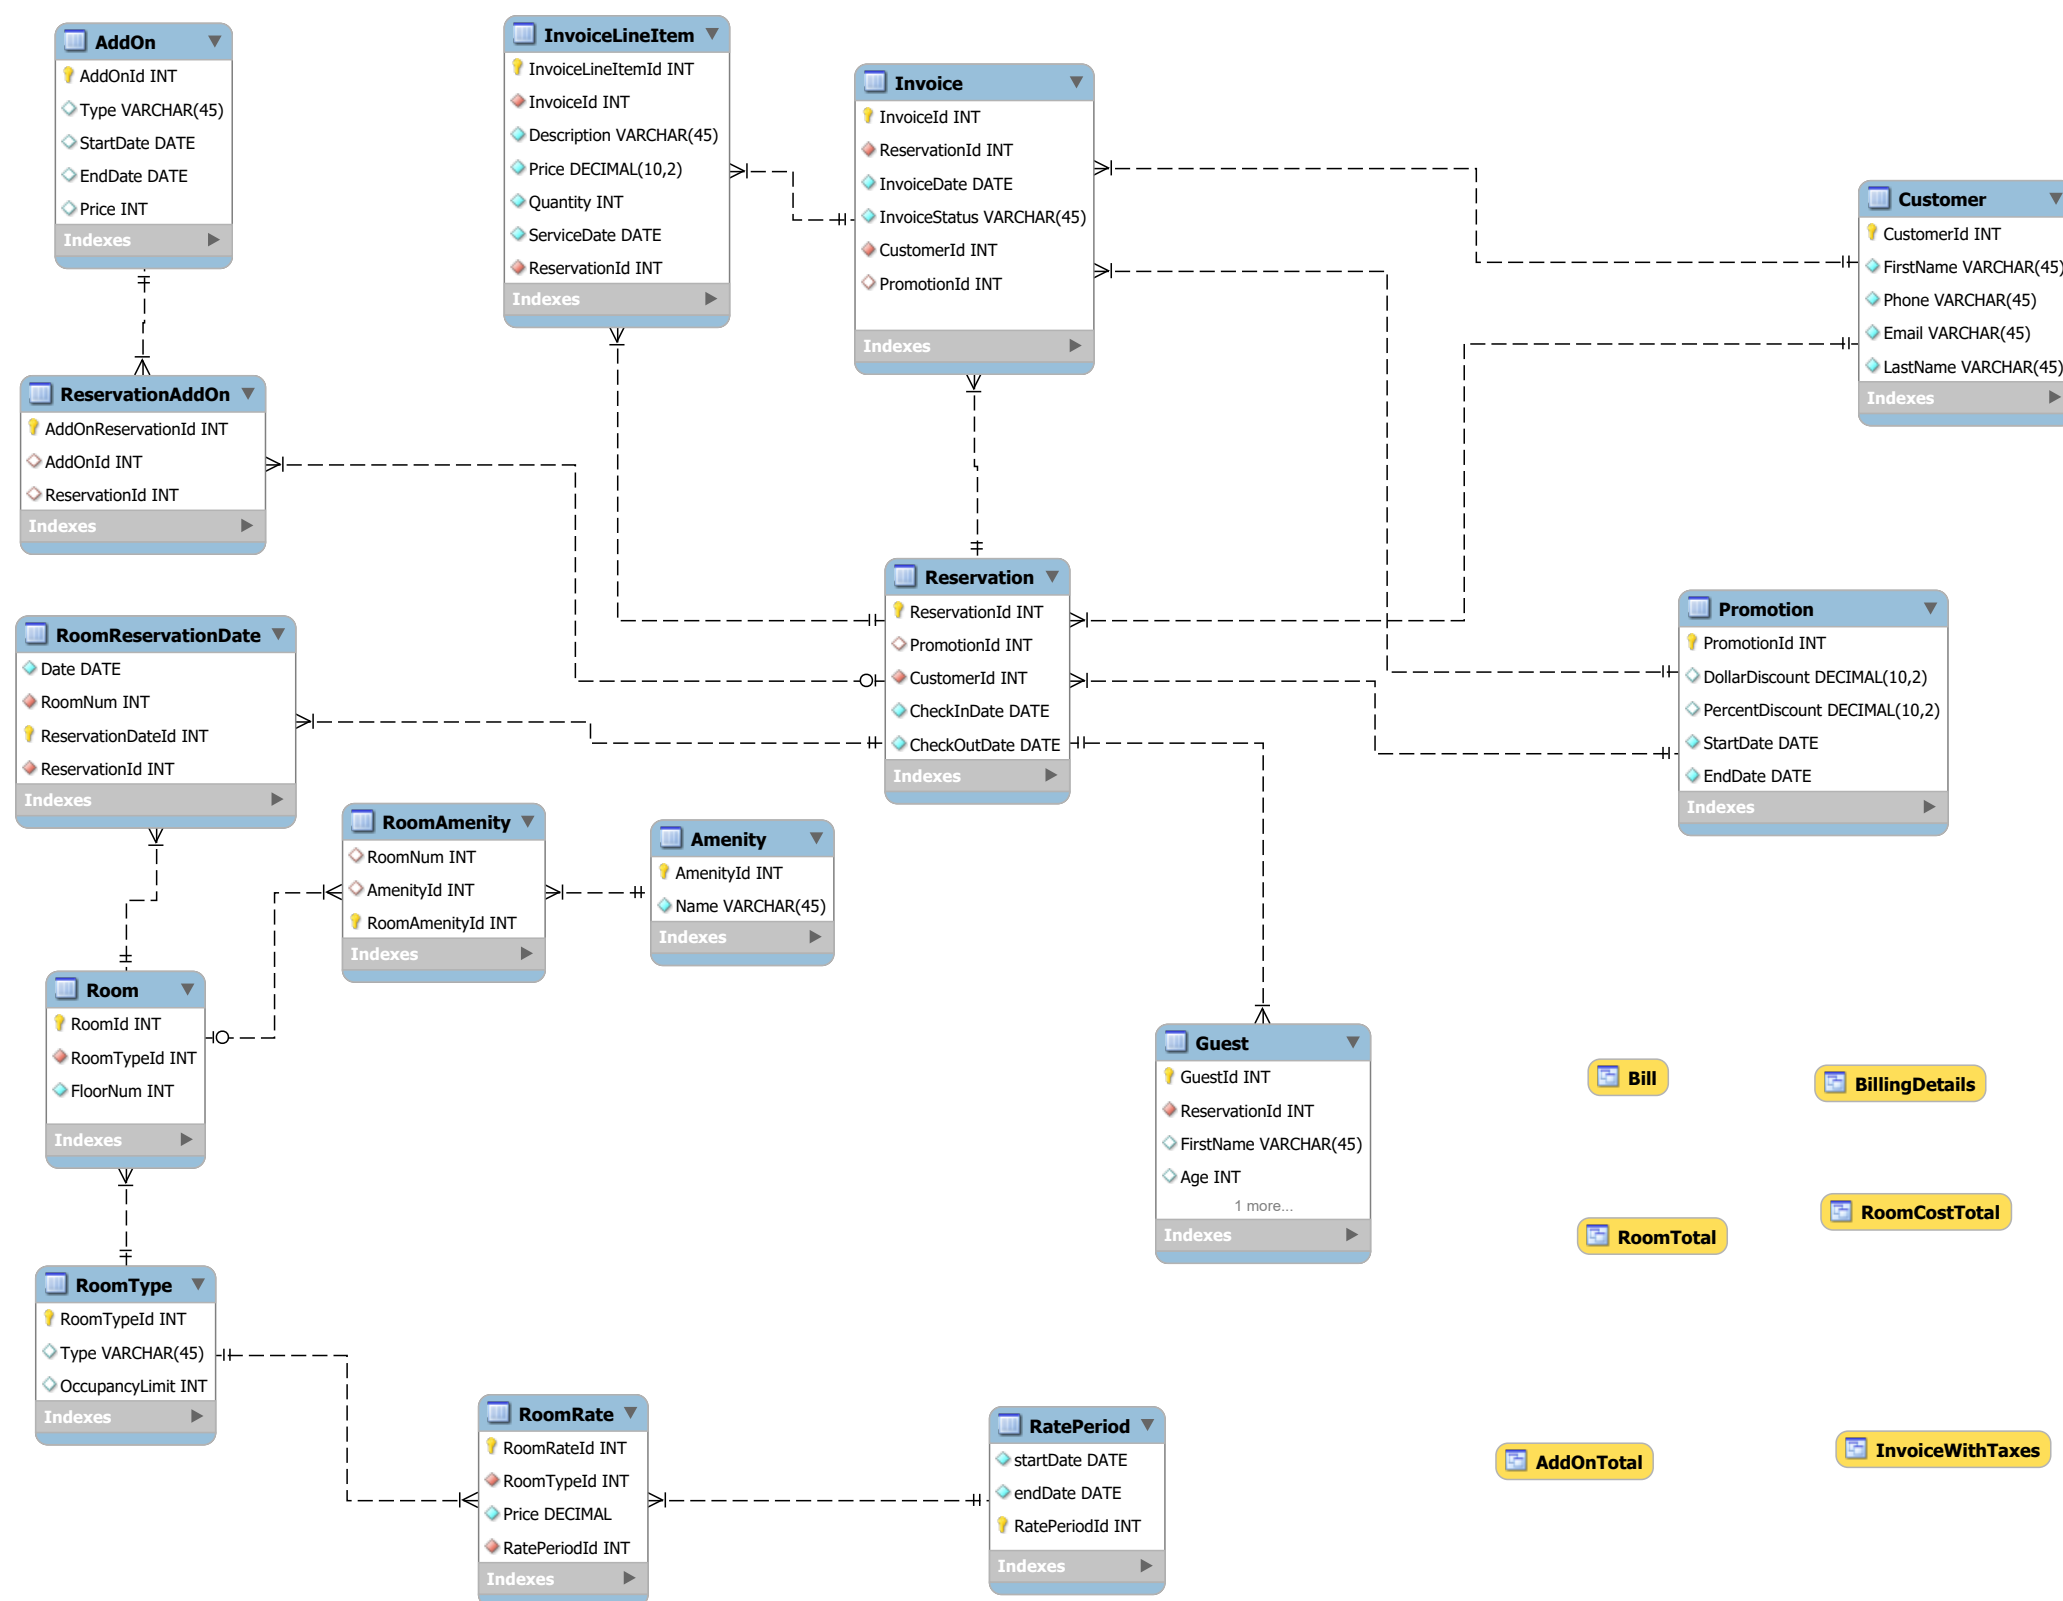 AddOn
AddOnId INT
Type VARCHAR(45)
StartDate DATE
EndDate DATE
Price INT
Indexes
InvoiceLineItem
InvoiceLineItemId INT
InvoiceId INT
Description VARCHAR(45)
Price DECIMAL(10,2)
Quantity INT
ServiceDate DATE
ReservationId INT
Indexes
Invoice
InvoiceId INT
ReservationId INT
InvoiceDate DATE
InvoiceStatus VARCHAR(45)
CustomerId INT
PromotionId INT
Indexes
Customer
CustomerId INT
FirstName VARCHAR(45)
Phone VARCHAR(45)
Email VARCHAR(45)
LastName VARCHAR(45)
Indexes
ReservationAddOn
AddOnReservationId INT
AddOnId INT
ReservationId INT
Indexes
Reservation
ReservationId INT
PromotionId INT
CustomerId INT
CheckInDate DATE
CheckOutDate DATE
Indexes
Promotion
PromotionId INT
DollarDiscount DECIMAL(10,2)
PercentDiscount DECIMAL(10,2)
StartDate DATE
EndDate DATE
Indexes
RoomReservationDate
Date DATE
RoomNum INT
ReservationDateId INT
ReservationId INT
Indexes
RoomAmenity
RoomNum INT
AmenityId INT
RoomAmenityId INT
Indexes
Amenity
AmenityId INT
Name VARCHAR(45)
Indexes
Room
RoomId INT
RoomTypeId INT
FloorNum INT
Indexes
Guest
GuestId INT
ReservationId INT
FirstName VARCHAR(45)
Age INT
1 more...
Indexes
Bill
BillingDetails
RoomTotal
RoomCostTotal
RoomType
RoomTypeId INT
Type VARCHAR(45)
OccupancyLimit INT
Indexes
RoomRate
RoomRateId INT
RoomTypeId INT
Price DECIMAL
RatePeriodId INT
Indexes
RatePeriod
startDate DATE
endDate DATE
RatePeriodId INT
Indexes
AddOnTotal
InvoiceWithTaxes